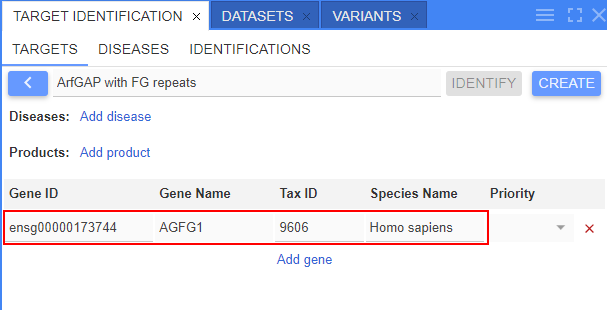 TARGET IDENTIFICATION × DATASETS × VARIANTS ×
TARGETS DISEASES IDENTIFICATIONS
ArfGAP with FG repeats IDENTIFY CREATE
Diseases: Add disease
Products: Add product
Gene ID Gene Name Tax ID Species Name Priority
ensg00000173744 AGFG1 9606 Homo sapiens
Add gene